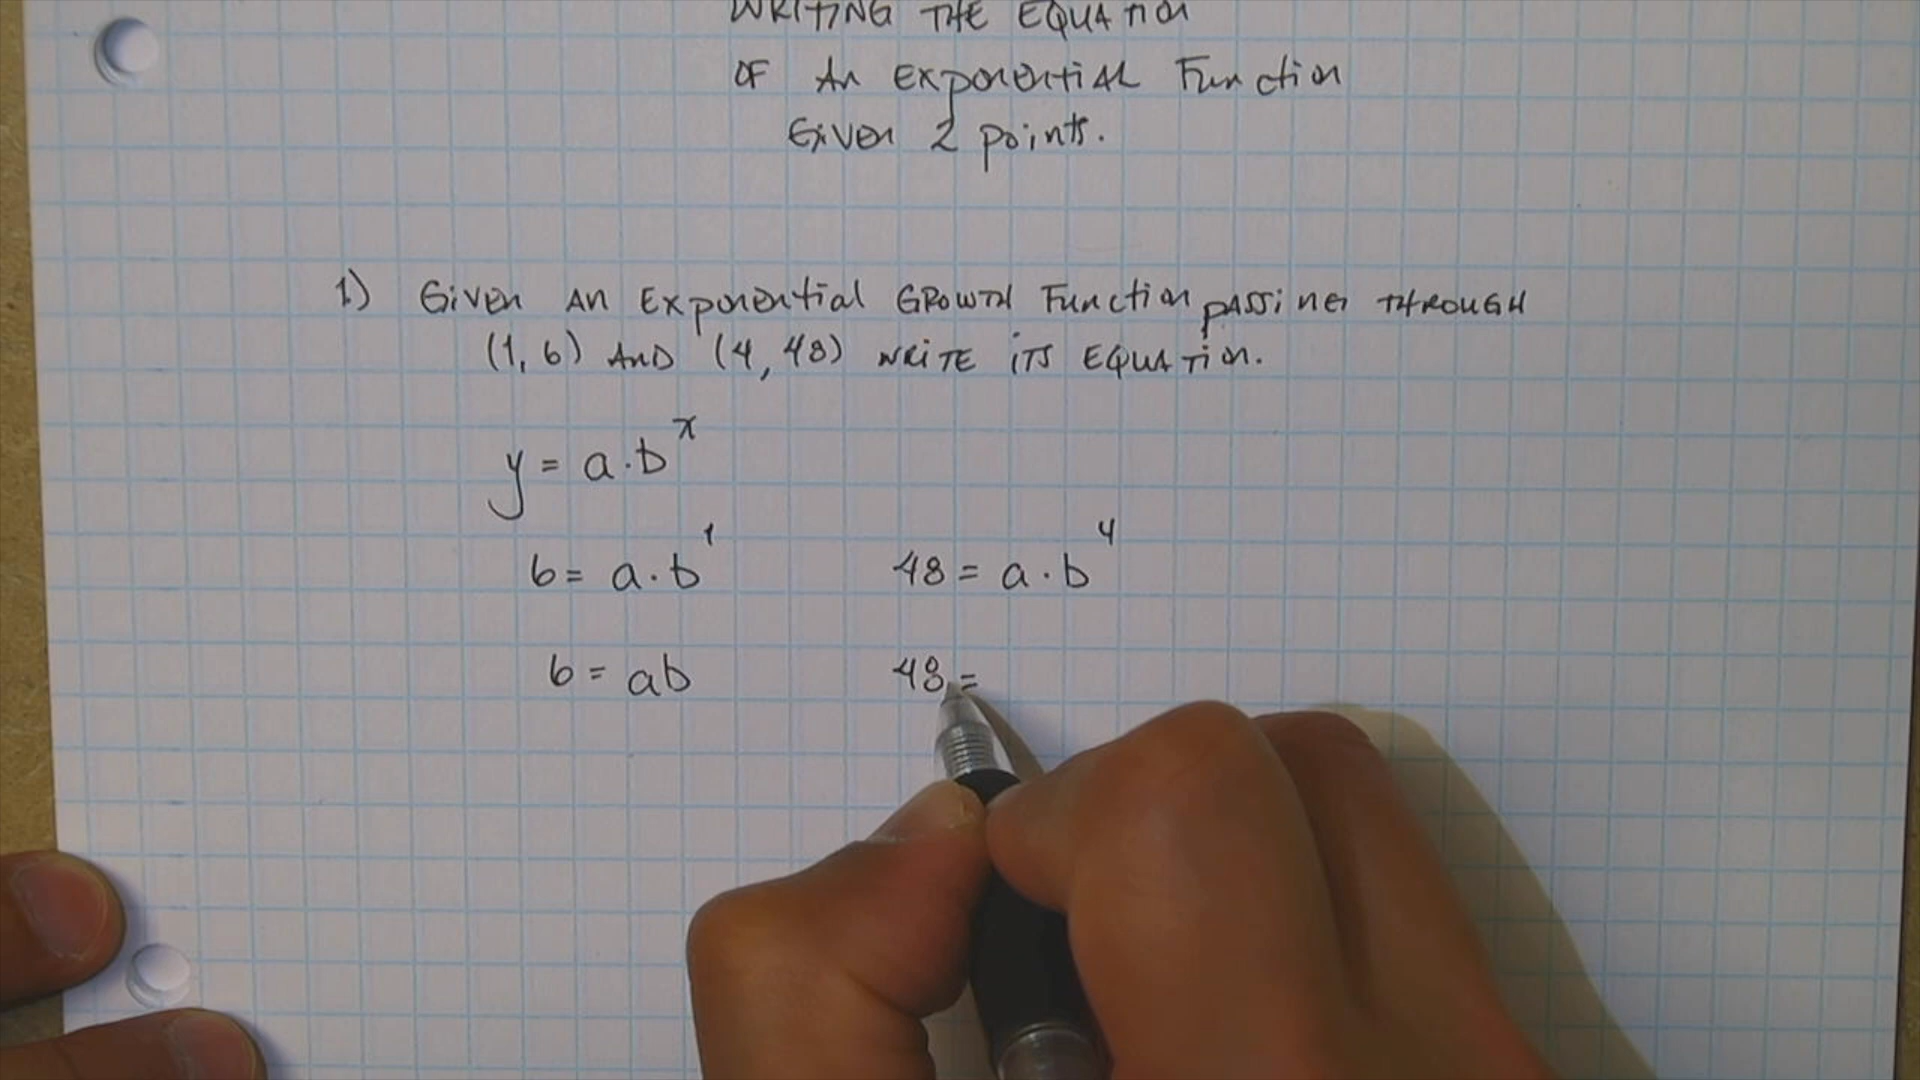 WRITING THE EQUATION
OF An Exponential Function
Given 2 points.
1) Given An Exponential GROWTH Function passing THROUGH
(1, 6) AND (4, 48) WRITE iTS EQUATion.
y = a · b^x
6 = a · b^1 48 = a · b^4
6 = ab 48 =